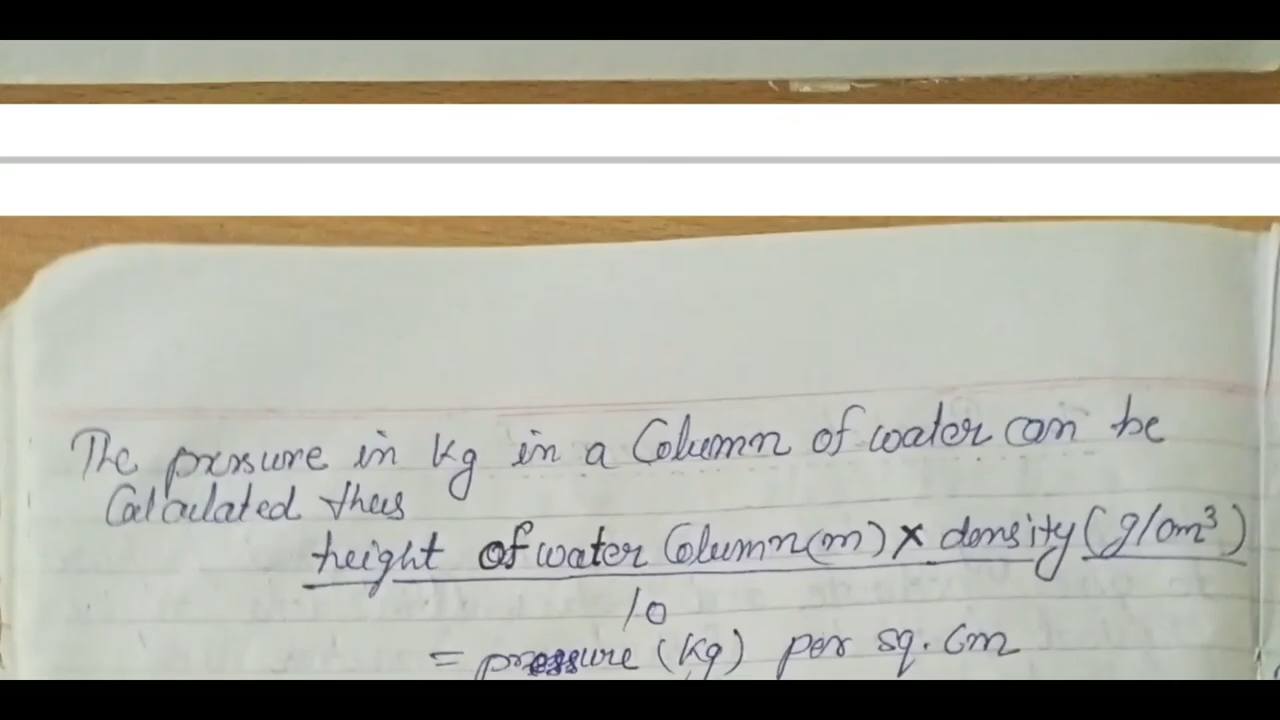 The pressure in Kg in a Column of water can be
Calculated thus
height of water Column(m) × density (g/cm³)
10
= pressure (Kg) per sq. Cm